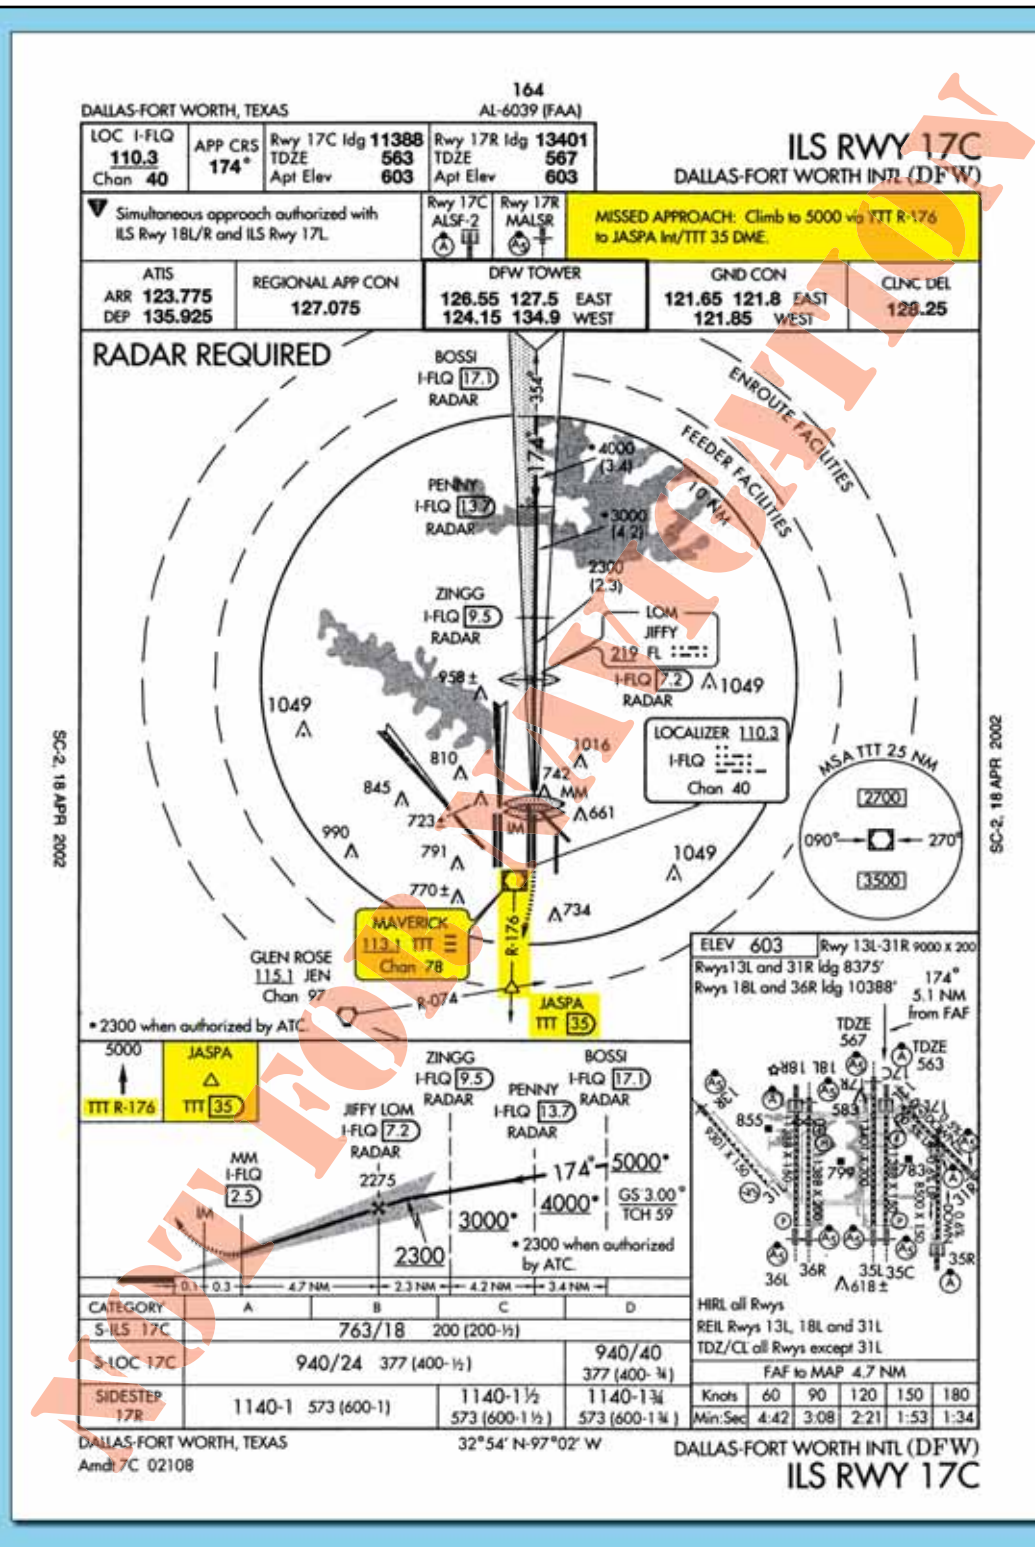 164
DALLAS-FORT WORTH, TEXAS
AL-6039 (FAA)
LOC I-FLQ
110.3
Chan 40
APP CRS
174°
Rwy 17C ldg 11388
TDZE 563
Apt Elev 603
Rwy 17R ldg 13401
TDZE 567
Apt Elev 603
ILS RWY 17C
DALLAS-FORT WORTH INTL (DFW)
Simultaneous approach authorized with
ILS Rwy 18L/R and ILS Rwy 17L.
Rwy 17C
ALSF-2
A
Rwy 17R
MALSR
A5
MISSED APPROACH: Climb to 5000 via TTT R-176
to JASPA Int/TTT 35 DME.
ATIS
ARR 123.775
DEP 135.925
REGIONAL APP CON
127.075
DFW TOWER
126.55 127.5 EAST
124.15 134.9 WEST
GND CON
121.65 121.8 EAST
121.85 WEST
CLNC DEL
128.25
RADAR REQUIRED
BOSSI
I-FLQ 17.1
RADAR
354°
174°
ENROUTE FACILITIES
FEEDER FACILITIES
10 NM
*4000
(3.4)
PENNY
I-FLQ 13.7
RADAR
*3000
(4.2)
2300
(2.3)
ZINGG
I-FLQ 9.5
RADAR
LOM
JIFFY
219 FL
I-FLQ 7.2
RADAR
958 ±
1049
1049
LOCALIZER 110.3
I-FLQ
Chan 40
1016
810
742
MM
845
661
723±
IM
990
791
1049
770±
734
MSA TTT 25 NM
2700
090°
270°
3500
MAVERICK
113.1 TTT
Chan 78
R-176
GLEN ROSE
115.1 JEN
Chan 97
R-074
JASPA
TTT 35
* 2300 when authorized by ATC.
SC-2, 18 APR 2002
SC-2, 18 APR 2002
ELEV 603
Rwy 13L-31R 9000 X 200
Rwys13L and 31R ldg 8375'
Rwys 18L and 36R ldg 10388'
174°
5.1 NM
from FAF
TDZE
567
TDZE
563
18R
18L
17C
855
583
799
783
9301 X 150
8500 X 150
31L
31R
36L
36R
35L
35C
35R
618 ±
HIRL all Rwys
REIL Rwys 13L, 18L and 31L
TDZ/CL all Rwys except 31L
FAF to MAP 4.7 NM
Knots 60 90 120 150 180
Min:Sec 4:42 3:08 2:21 1:53 1:34
5000
TTT R-176
JASPA
TTT 35
MM
I-FLQ
2.5
IM
JIFFY LOM
I-FLQ 7.2
RADAR
2275
ZINGG
I-FLQ 9.5
RADAR
PENNY
I-FLQ 13.7
RADAR
BOSSI
I-FLQ 17.1
RADAR
174°
5000*
4000*
3000*
2300
GS 3.00°
TCH 59
* 2300 when authorized
by ATC.
0.1 0.3 4.7 NM 2.3 NM 4.2 NM 3.4 NM
CATEGORY A B C D
S-ILS 17C 763/18 200 (200-½)
S-LOC 17C 940/24 377 (400-½) 940/40 377 (400-¾)
SIDESTEP 17R 1140-1 573 (600-1) 1140-1½ 573 (600-1½) 1140-1¾ 573 (600-1¾)
DALLAS-FORT WORTH, TEXAS
Amdt 7C 02108
32°54' N-97°02' W
DALLAS-FORT WORTH INTL (DFW)
ILS RWY 17C
NOT FOR NAVIGATION